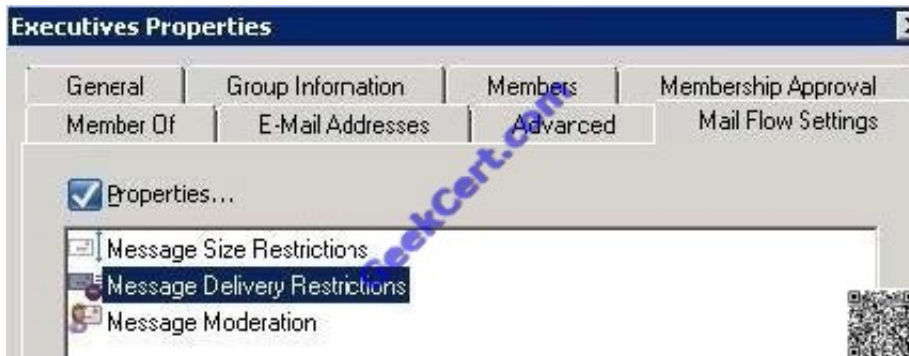 Executives Properties
General Group Information Members Membership Approval
Member Of E-Mail Addresses Advanced Mail Flow Settings
Properties...
Message Size Restrictions
Message Delivery Restrictions
Message Moderation
GeekCert.com